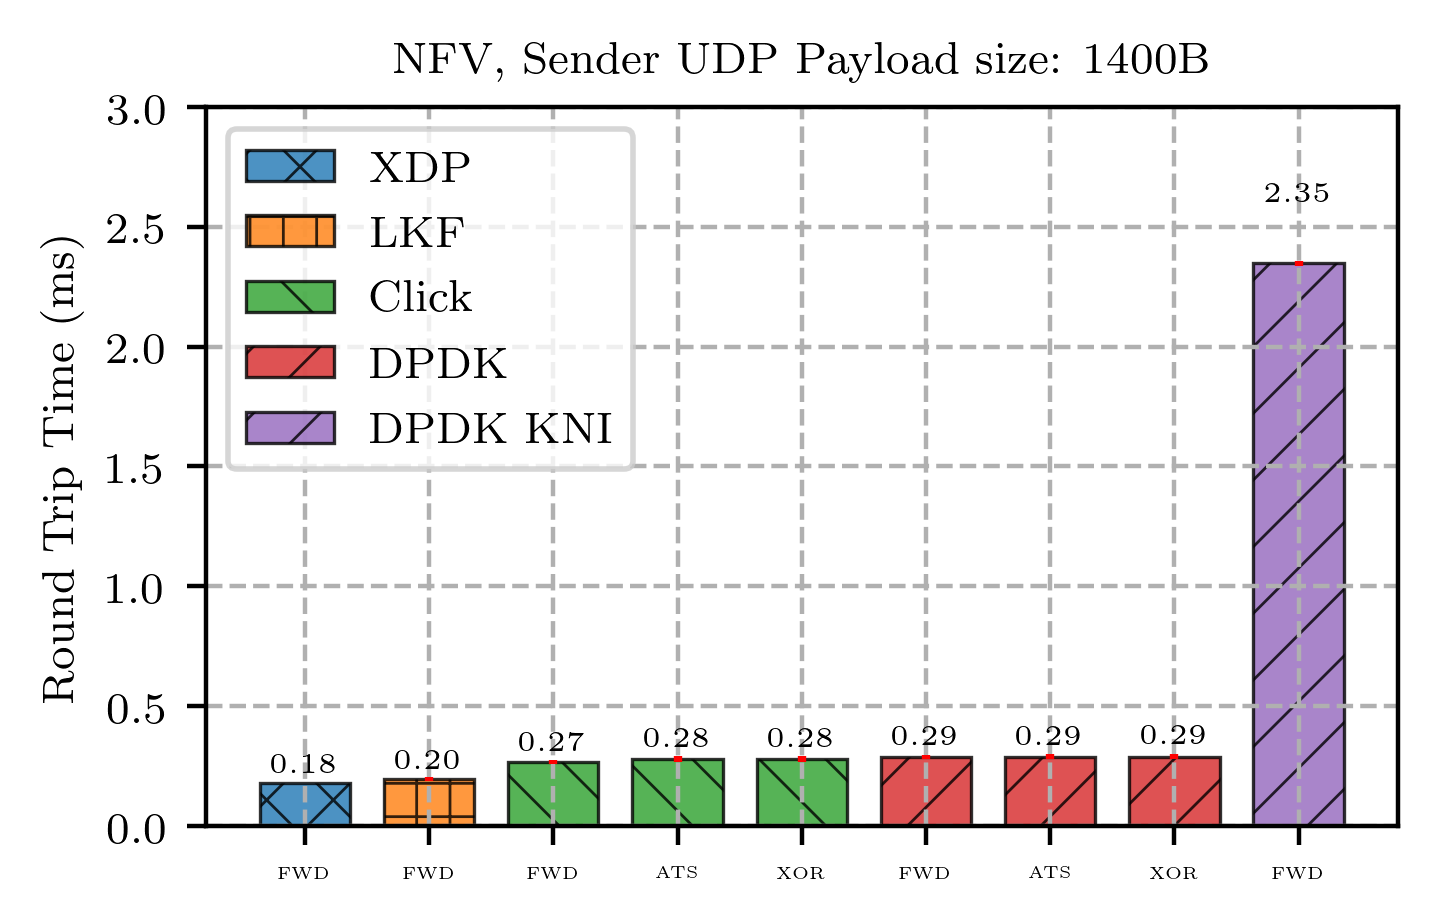 NFV, Sender UDP Payload size: 1400B
Round Trip Time (ms)
3.0
2.5
2.0
1.5
1.0
0.5
0.0
XDP
LKF
Click
DPDK
DPDK KNI
0.18
0.20
0.27
0.28
0.28
0.29
0.29
0.29
2.35
FWD FWD FWD ATS XOR FWD ATS XOR FWD